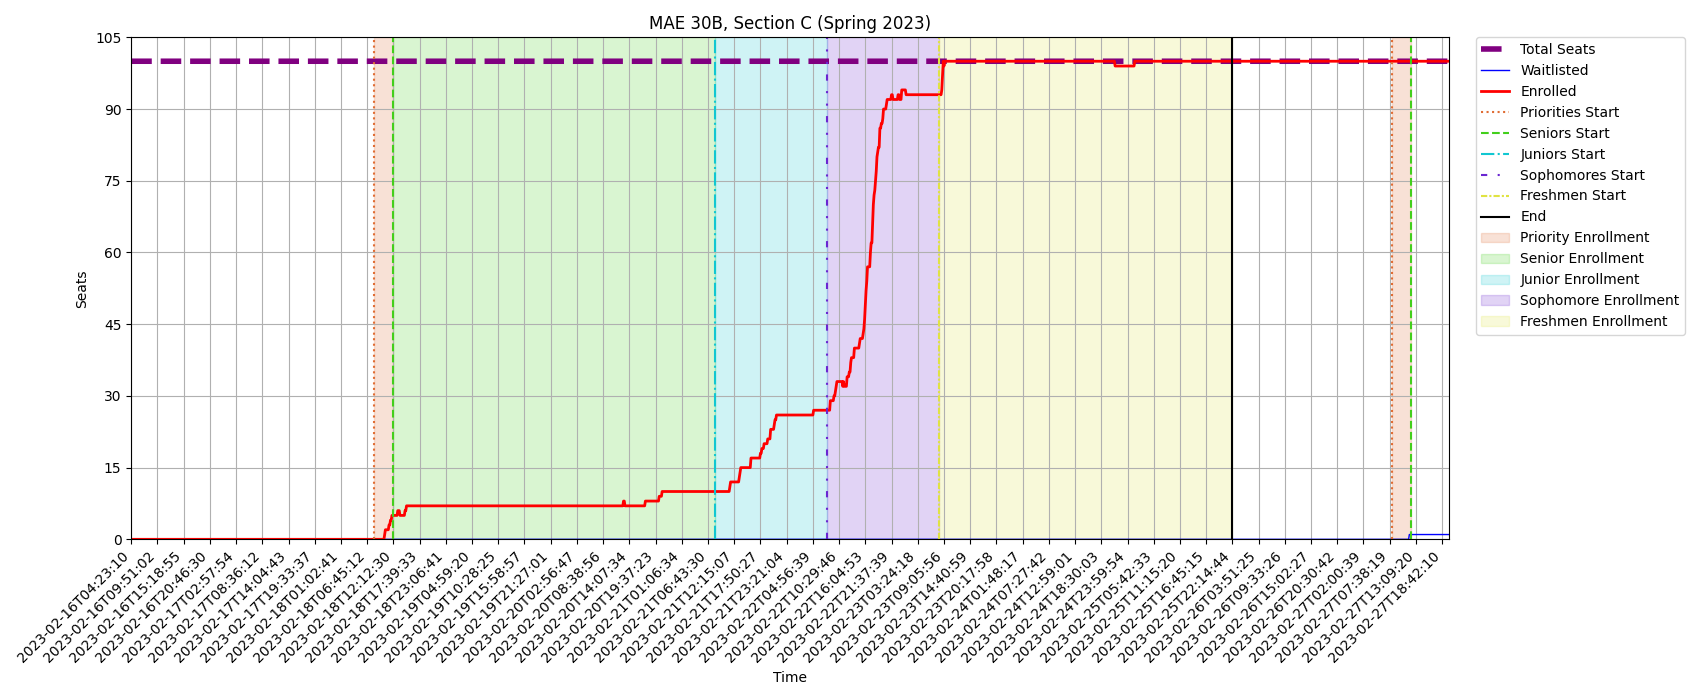 MAE 30B, Section C (Spring 2023)
105
90
75
60
45
30
15
0
Seats
2023-02-16T04:23:10
2023-02-16T09:51:02
2023-02-16T15:18:55
2023-02-16T20:46:30
2023-02-17T02:57:54
2023-02-17T08:36:12
2023-02-17T14:04:43
2023-02-17T19:33:37
2023-02-18T01:02:41
2023-02-18T06:45:12
2023-02-18T12:12:30
2023-02-18T17:39:33
2023-02-18T23:06:41
2023-02-19T04:59:20
2023-02-19T10:28:25
2023-02-19T15:58:57
2023-02-19T21:27:01
2023-02-20T02:56:47
2023-02-20T08:38:56
2023-02-20T14:07:34
2023-02-20T19:37:23
2023-02-21T01:06:34
2023-02-21T06:43:30
2023-02-21T12:15:07
2023-02-21T17:50:27
2023-02-21T23:21:04
2023-02-22T04:56:39
2023-02-22T10:29:46
2023-02-22T16:04:53
2023-02-22T21:37:39
2023-02-23T03:24:18
2023-02-23T09:05:56
2023-02-23T14:40:59
2023-02-23T20:17:58
2023-02-24T01:48:17
2023-02-24T07:27:42
2023-02-24T12:59:01
2023-02-24T18:30:03
2023-02-24T23:59:54
2023-02-25T05:42:33
2023-02-25T11:15:20
2023-02-25T16:45:15
2023-02-25T22:14:44
2023-02-26T03:51:25
2023-02-26T09:33:26
2023-02-26T15:02:27
2023-02-26T20:30:42
2023-02-27T02:00:39
2023-02-27T07:38:19
2023-02-27T13:09:20
2023-02-27T18:42:10
Time
Total Seats
Waitlisted
Enrolled
Priorities Start
Seniors Start
Juniors Start
Sophomores Start
Freshmen Start
End
Priority Enrollment
Senior Enrollment
Junior Enrollment
Sophomore Enrollment
Freshmen Enrollment